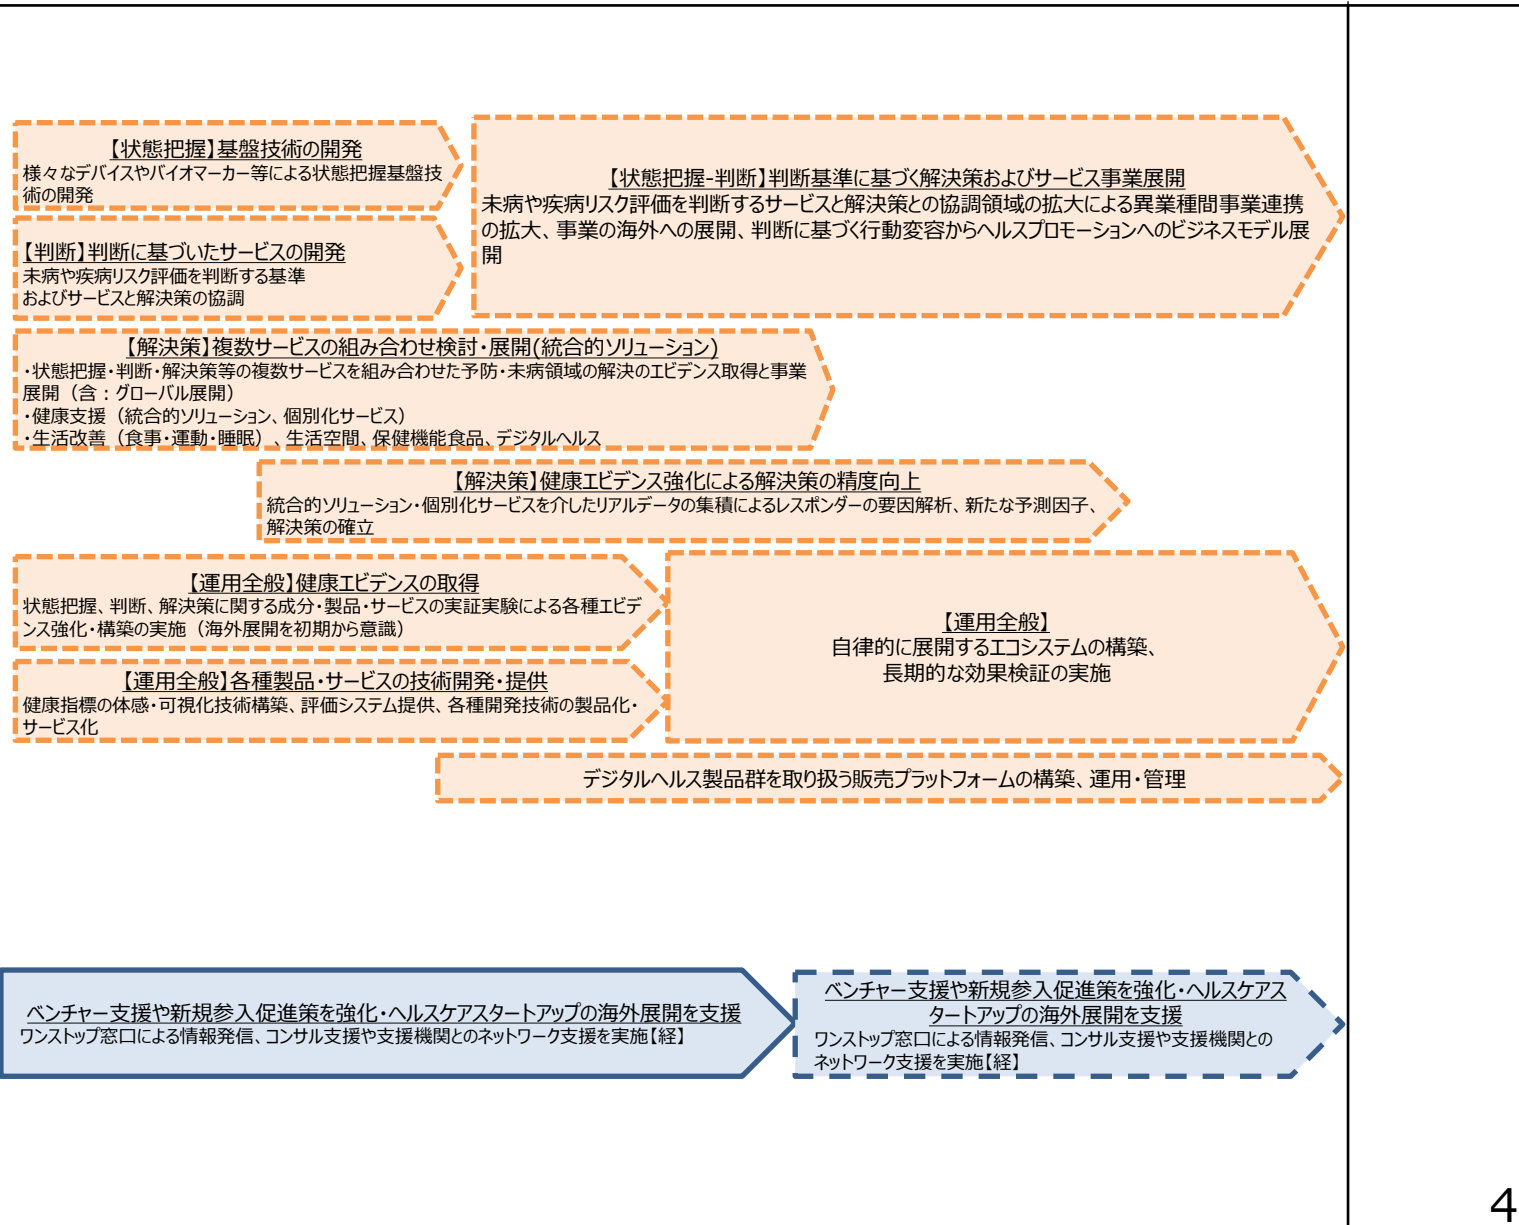 【状態把握】基盤技術の開発
様々なデバイスやバイオマーカー等による状態把握基盤技
術の開発
【判断】判断に基づいたサービスの開発
未病や疾病リスク評価を判断する基準
およびサービスと解決策の協調
【状態把握-判断】判断基準に基づく解決策およびサービス事業展開
未病や疾病リスク評価を判断するサービスと解決策との協調領域の拡大による異業種間事業連携
の拡大、事業の海外への展開、判断に基づく行動変容からヘルスプロモーションへのビジネスモデル展
開
【解決策】複数サービスの組み合わせ検討・展開(統合的ソリューション)
・状態把握・判断・解決策等の複数サービスを組み合わせた予防・未病領域の解決のエビデンス取得と事業
展開（含：グローバル展開）
・健康支援（統合的ソリューション、個別化サービス）
・生活改善（食事・運動・睡眠）、生活空間、保健機能食品、デジタルヘルス
【解決策】健康エビデンス強化による解決策の精度向上
統合的ソリューション・個別化サービスを介したリアルデータの集積によるレスポンダーの要因解析、新たな予測因子、
解決策の確立
【運用全般】健康エビデンスの取得
状態把握、判断、解決策に関する成分・製品・サービスの実証実験による各種エビデ
ンス強化・構築の実施（海外展開を初期から意識）
【運用全般】各種製品・サービスの技術開発・提供
健康指標の体感・可視化技術構築、評価システム提供、各種開発技術の製品化・
サービス化
【運用全般】
自律的に展開するエコシステムの構築、
長期的な効果検証の実施
デジタルヘルス製品群を取り扱う販売プラットフォームの構築、運用・管理
ベンチャー支援や新規参入促進策を強化・ヘルスケアスタートアップの海外展開を支援
ワンストップ窓口による情報発信、コンサル支援や支援機関とのネットワーク支援を実施【経】
ベンチャー支援や新規参入促進策を強化・ヘルスケアス
タートアップの海外展開を支援
ワンストップ窓口による情報発信、コンサル支援や支援機関との
ネットワーク支援を実施【経】
4